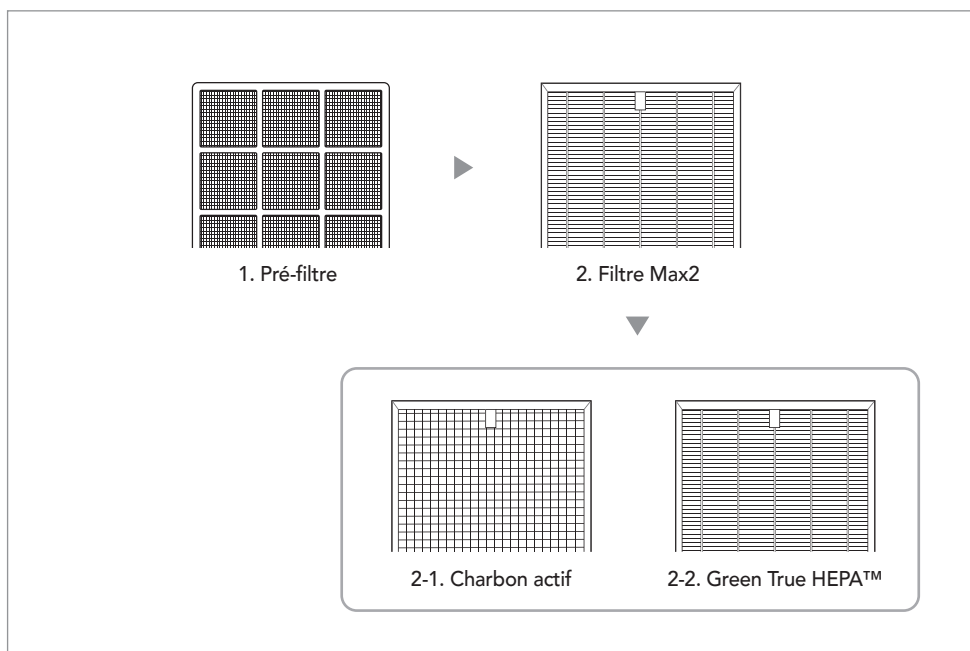 1. Pré-filtre
2. Filtre Max2
2-1. Charbon actif
2-2. Green True HEPA™